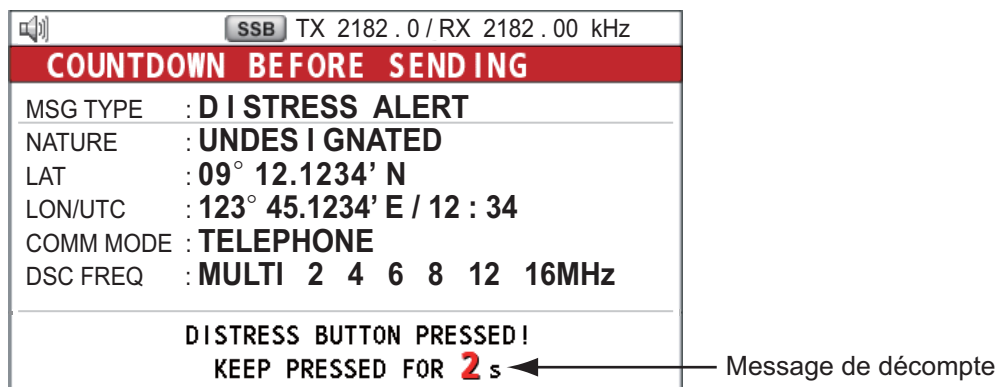 SSB TX 2182.0 / RX 2182.00 kHz
COUNTDOWN BEFORE SENDING
MSG TYPE : DISTRESS ALERT
NATURE : UNDESIGNATED
LAT : 09° 12.1234’ N
LON/UTC : 123° 45.1234’ E / 12 : 34
COMM MODE : TELEPHONE
DSC FREQ : MULTI 2 4 6 8 12 16MHz
DISTRESS BUTTON PRESSED!
KEEP PRESSED FOR 2 s
Message de décompte